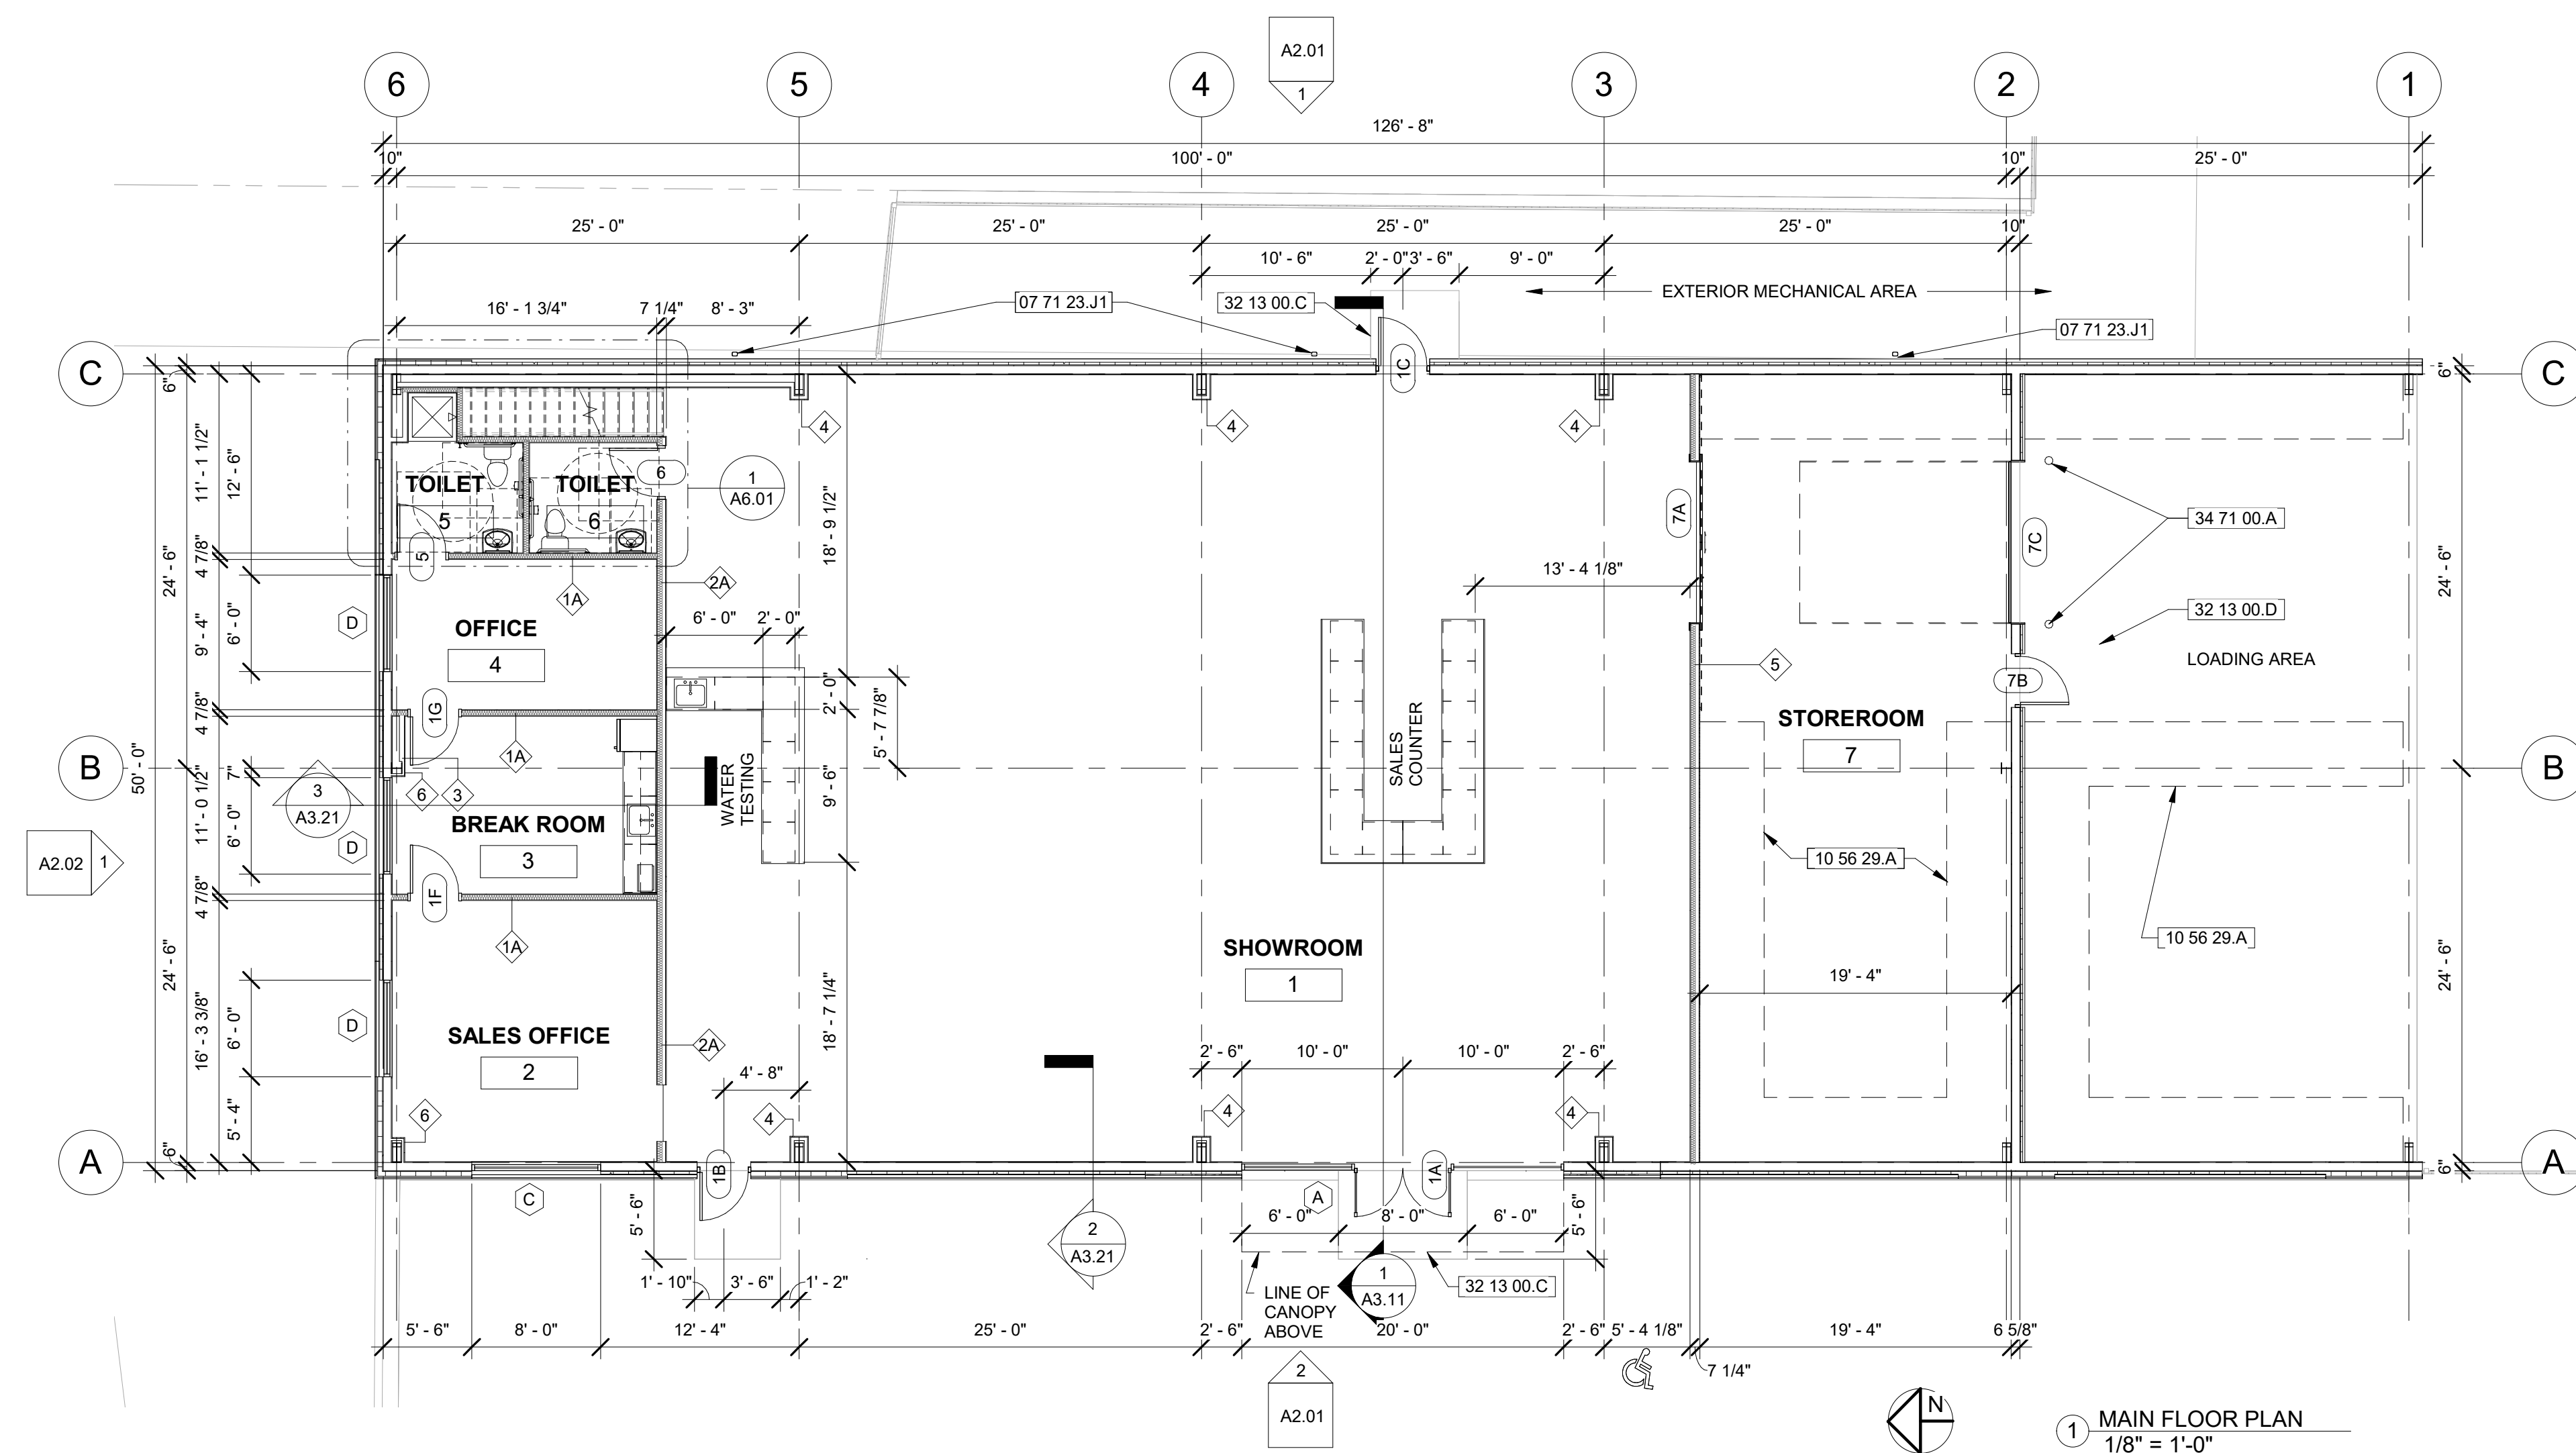 A2.01
1
6
5
4
3
2
1
126' - 8"
10"
100' - 0"
10"
25' - 0"
25' - 0"
25' - 0"
25' - 0"
25' - 0"
10"
10' - 6"
2' - 0"
3' - 6"
9' - 0"
EXTERIOR MECHANICAL AREA
16' - 1 3/4"
7 1/4"
8' - 3"
07 71 23.J1
32 13 00.C
07 71 23.J1
C
6"
1C
6"
C
4
4
4
11' - 1 1/2"
12' - 6"
TOILET
5
TOILET
6
6
1
A6.01
18' - 9 1/2"
7A
7C
34 71 00.A
24' - 6"
4 7/8"
5
1A
2A
13' - 4 1/8"
24' - 6"
9' - 4"
6' - 0"
D
OFFICE
4
6' - 0"
2' - 0"
32 13 00.D
LOADING AREA
5
7B
4 7/8"
1G
1A
2' - 0"
5' - 7 7/8"
STOREROOM
7
B
50' - 0"
7"
6
3
3
A3.21
WATER
TESTING
9' - 6"
SALES
COUNTER
B
11' - 0 1/2"
6' - 0"
D
BREAK ROOM
3
10 56 29.A
A2.02
1
4 7/8"
1F
1A
10 56 29.A
24' - 6"
SHOWROOM
1
19' - 4"
24' - 6"
16' - 3 3/8"
6' - 0"
D
SALES OFFICE
2
2A
18' - 7 1/4"
4' - 8"
2' - 6"
10' - 0"
10' - 0"
2' - 6"
5' - 4"
6
4
4
4
A
6"
1B
1A
6"
A
C
A
5' - 6"
6' - 0"
8' - 0"
6' - 0"
5' - 6"
2
A3.21
1' - 10"
3' - 6"
1' - 2"
LINE OF
CANOPY
ABOVE
1
A3.11
32 13 00.C
5' - 6"
8' - 0"
12' - 4"
25' - 0"
2' - 6"
20' - 0"
2' - 6"
5' - 4 1/8"
19' - 4"
6 5/8"
7 1/4"
2
A2.01
N
1
MAIN FLOOR PLAN
1/8" = 1'-0"